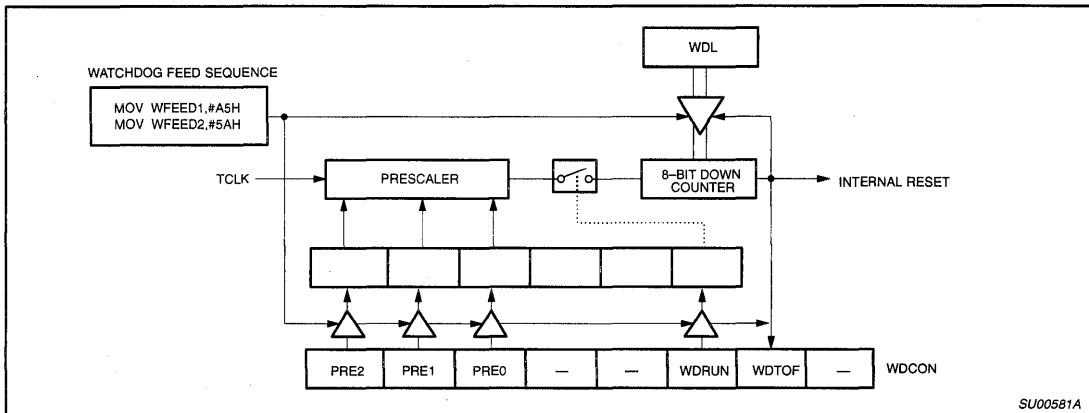 WDL
WATCHDOG FEED SEQUENCE
MOV WFEED1,#A5H
MOV WFEED2,#5AH
TCLK
PRESCALER
8–BIT DOWN
COUNTER
INTERNAL RESET
PRE2 PRE1 PRE0 — — WDRUN WDTOF — WDCON
SU00581A